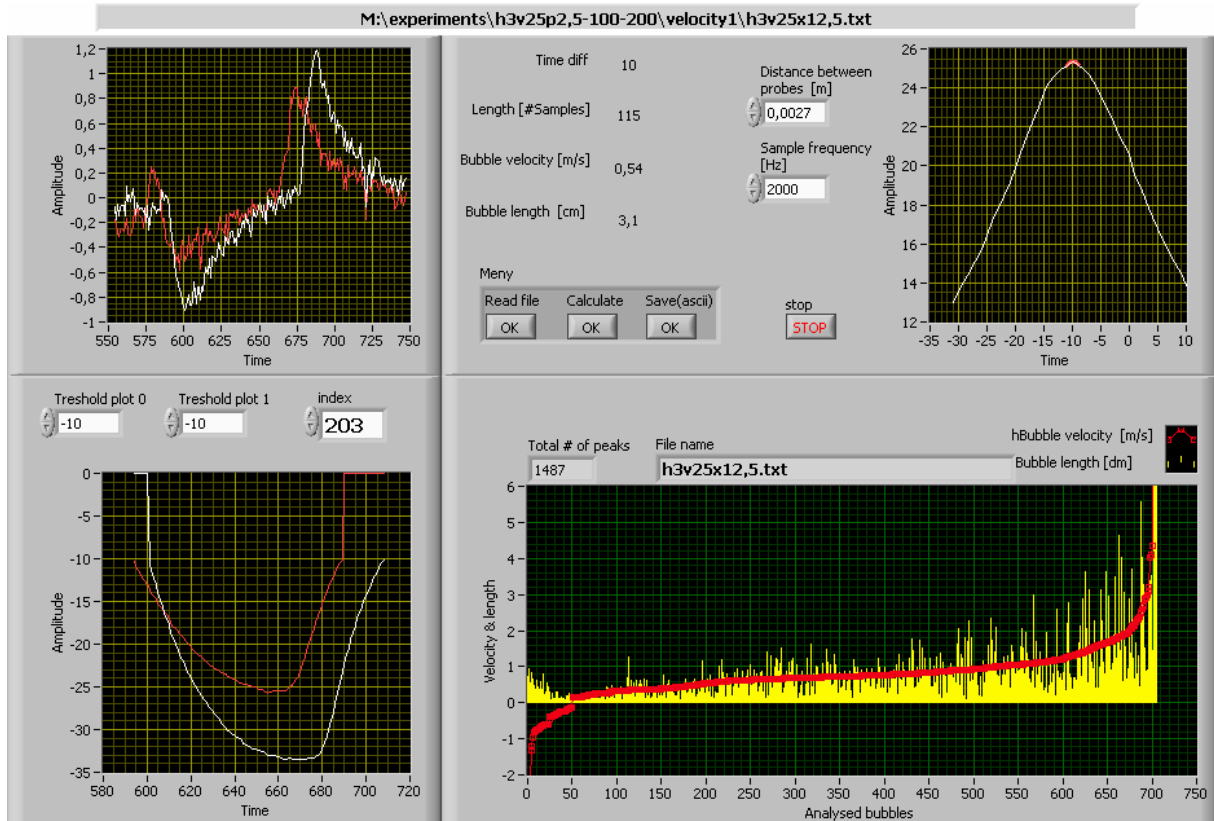 M:\experiments\h3v25p2,5-100-200\velocity1\h3v25x12,5.txt
1,2
1
0,8
0,6
0,4
0,2
0
-0,2
-0,4
-0,6
-0,8
-1
Amplitude
550 575 600 625 650 675 700 725 750
Time
Time diff 10
Length [#Samples] 115
Bubble velocity [m/s] 0,54
Bubble length [cm] 3,1
Distance between
probes [m]
0,0027
Sample frequency
[Hz]
2000
Meny
Read file Calculate Save(ascii)
OK OK OK
stop
STOP
26
24
22
20
18
16
14
12
Amplitude
-35 -30 -25 -20 -15 -10 -5 0 5 10
Time
Treshold plot 0 Treshold plot 1 index
-10 -10 203
0
-5
-10
-15
-20
-25
-30
-35
Amplitude
580 600 620 640 660 680 700 720
Time
Total # of peaks File name
1487 h3v25x12,5.txt
hBubble velocity [m/s]
Bubble length [dm]
6
5
4
3
2
1
0
-1
-2
Velocity & length
0 50 100 150 200 250 300 350 400 450 500 550 600 650 700 750
Analysed bubbles